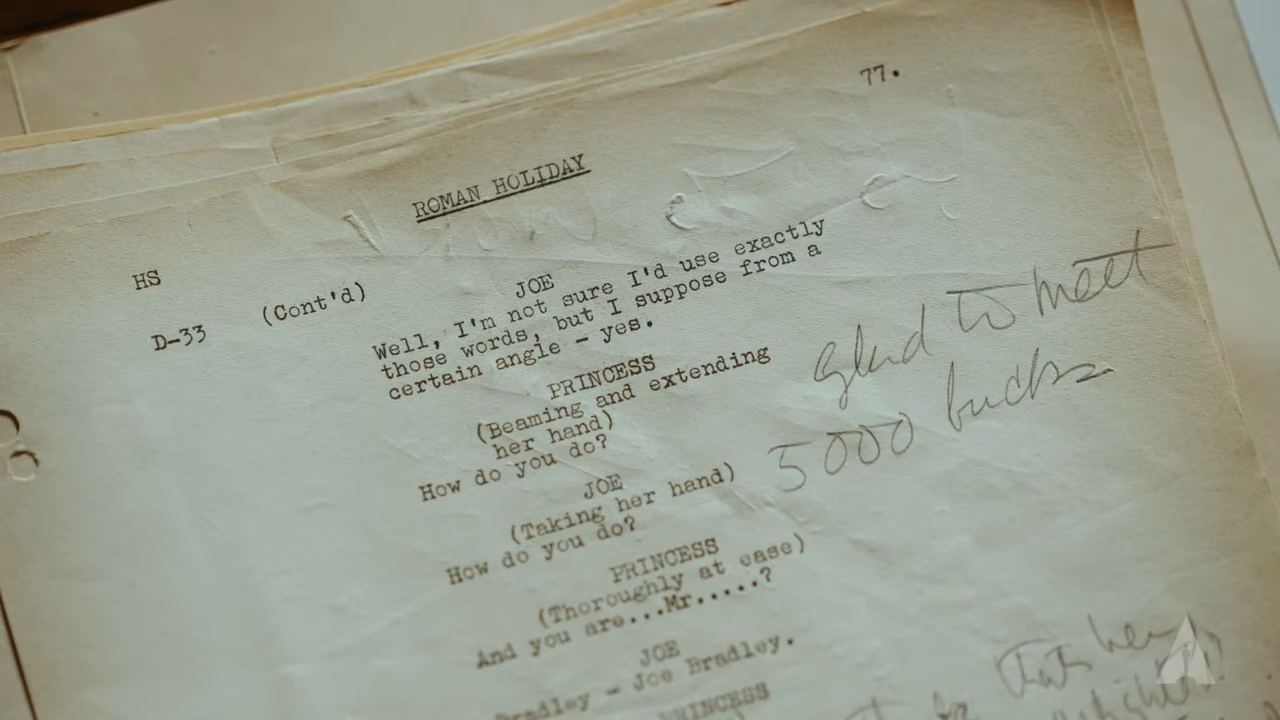 77.
ROMAN HOLIDAY
HS
JOE
D-33 (Cont'd)
Well, I'm not sure I'd use exactly
those words, but I suppose from a
certain angle - yes.
PRINCESS
(Beaming and extending
her hand)
How do you do?
glad to meet
5000 bucks
JOE
(Taking her hand)
How do you do?
PRINCESS
(Thoroughly at ease)
And you are...Mr.....?
JOE
Bradley - Joe Bradley.
PRINCESS